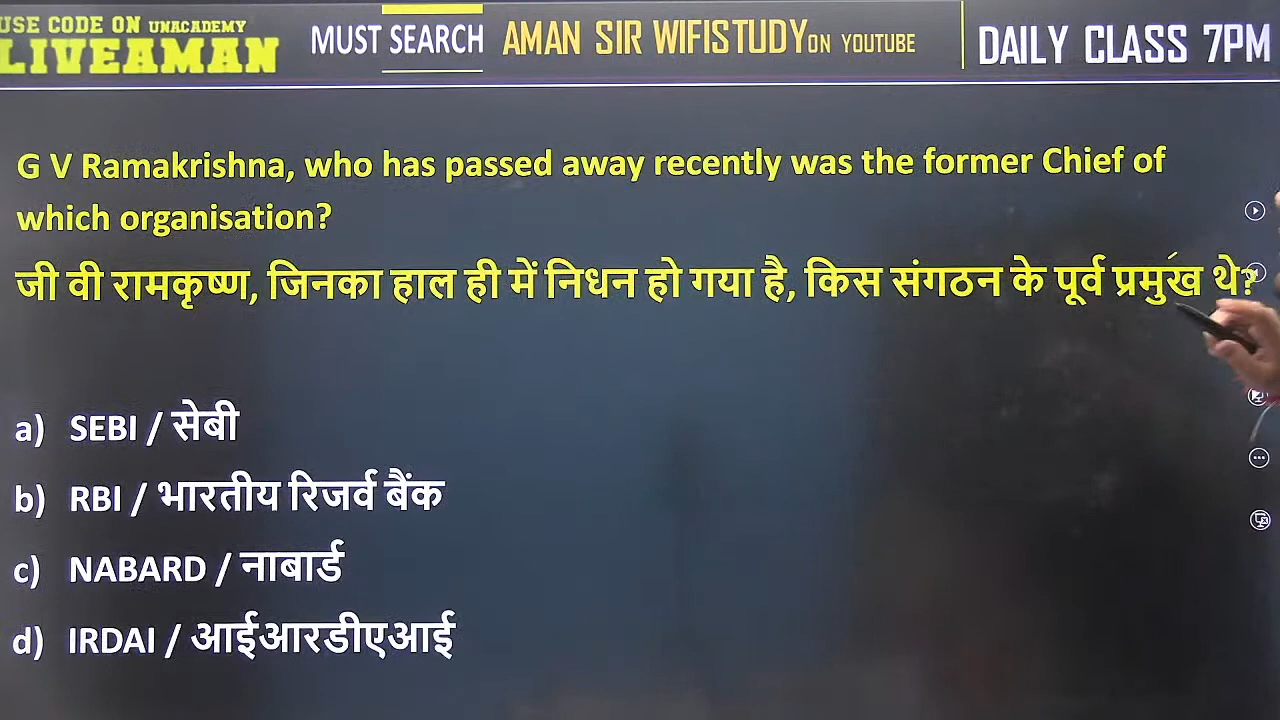 USE CODE ON UNACADEMY
LIVEAMAN
MUST SEARCH AMAN SIR WIFISTUDY ON YOUTUBE
DAILY CLASS 7PM
G V Ramakrishna, who has passed away recently was the former Chief of
which organisation?
जी वी रामकृष्ण, जिनका हाल ही में निधन हो गया है, किस संगठन के पूर्व प्रमुख थे?
a) SEBI / सेबी
b) RBI / भारतीय रिजर्व बैंक
c) NABARD / नाबार्ड
d) IRDAI / आईआरडीएआई